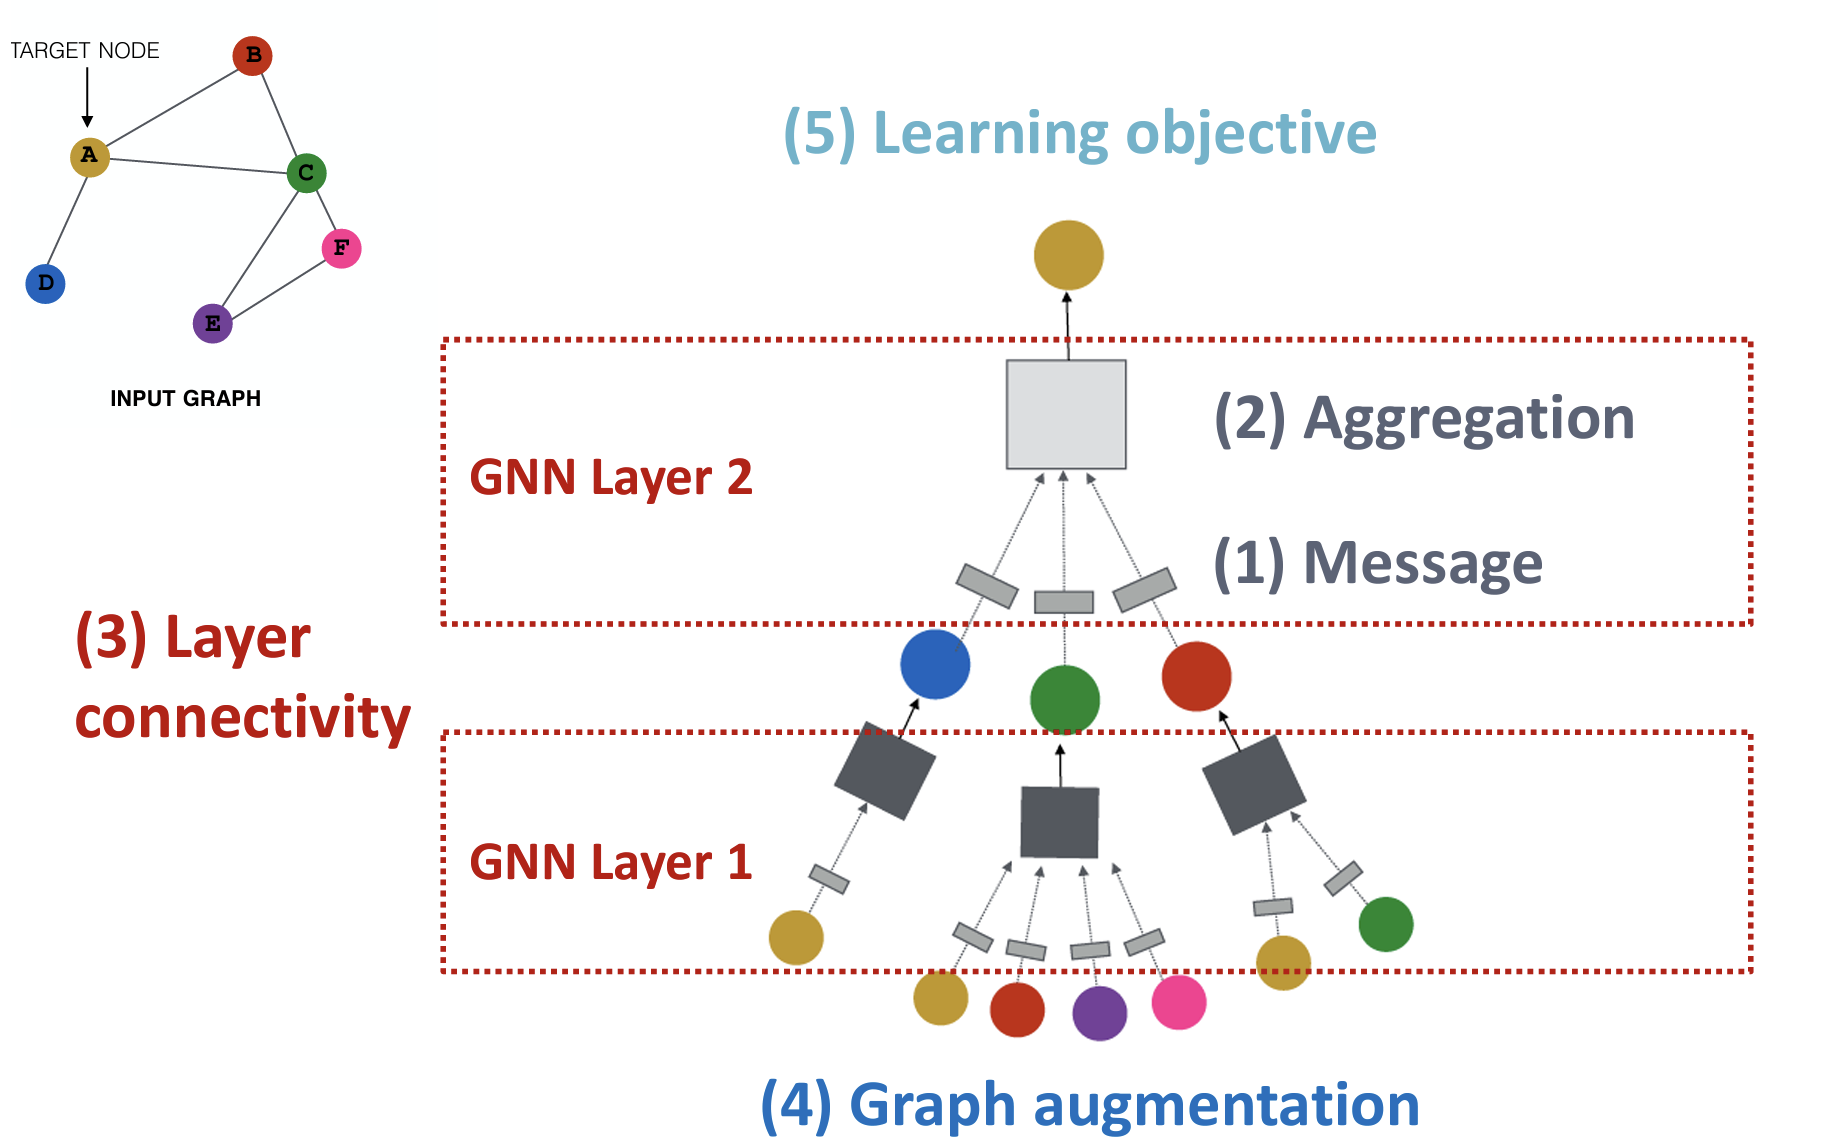 TARGET NODE
B
A
C
F
D
E
INPUT GRAPH
(5) Learning objective
(2) Aggregation
GNN Layer 2
(1) Message
(3) Layer
connectivity
GNN Layer 1
(4) Graph augmentation